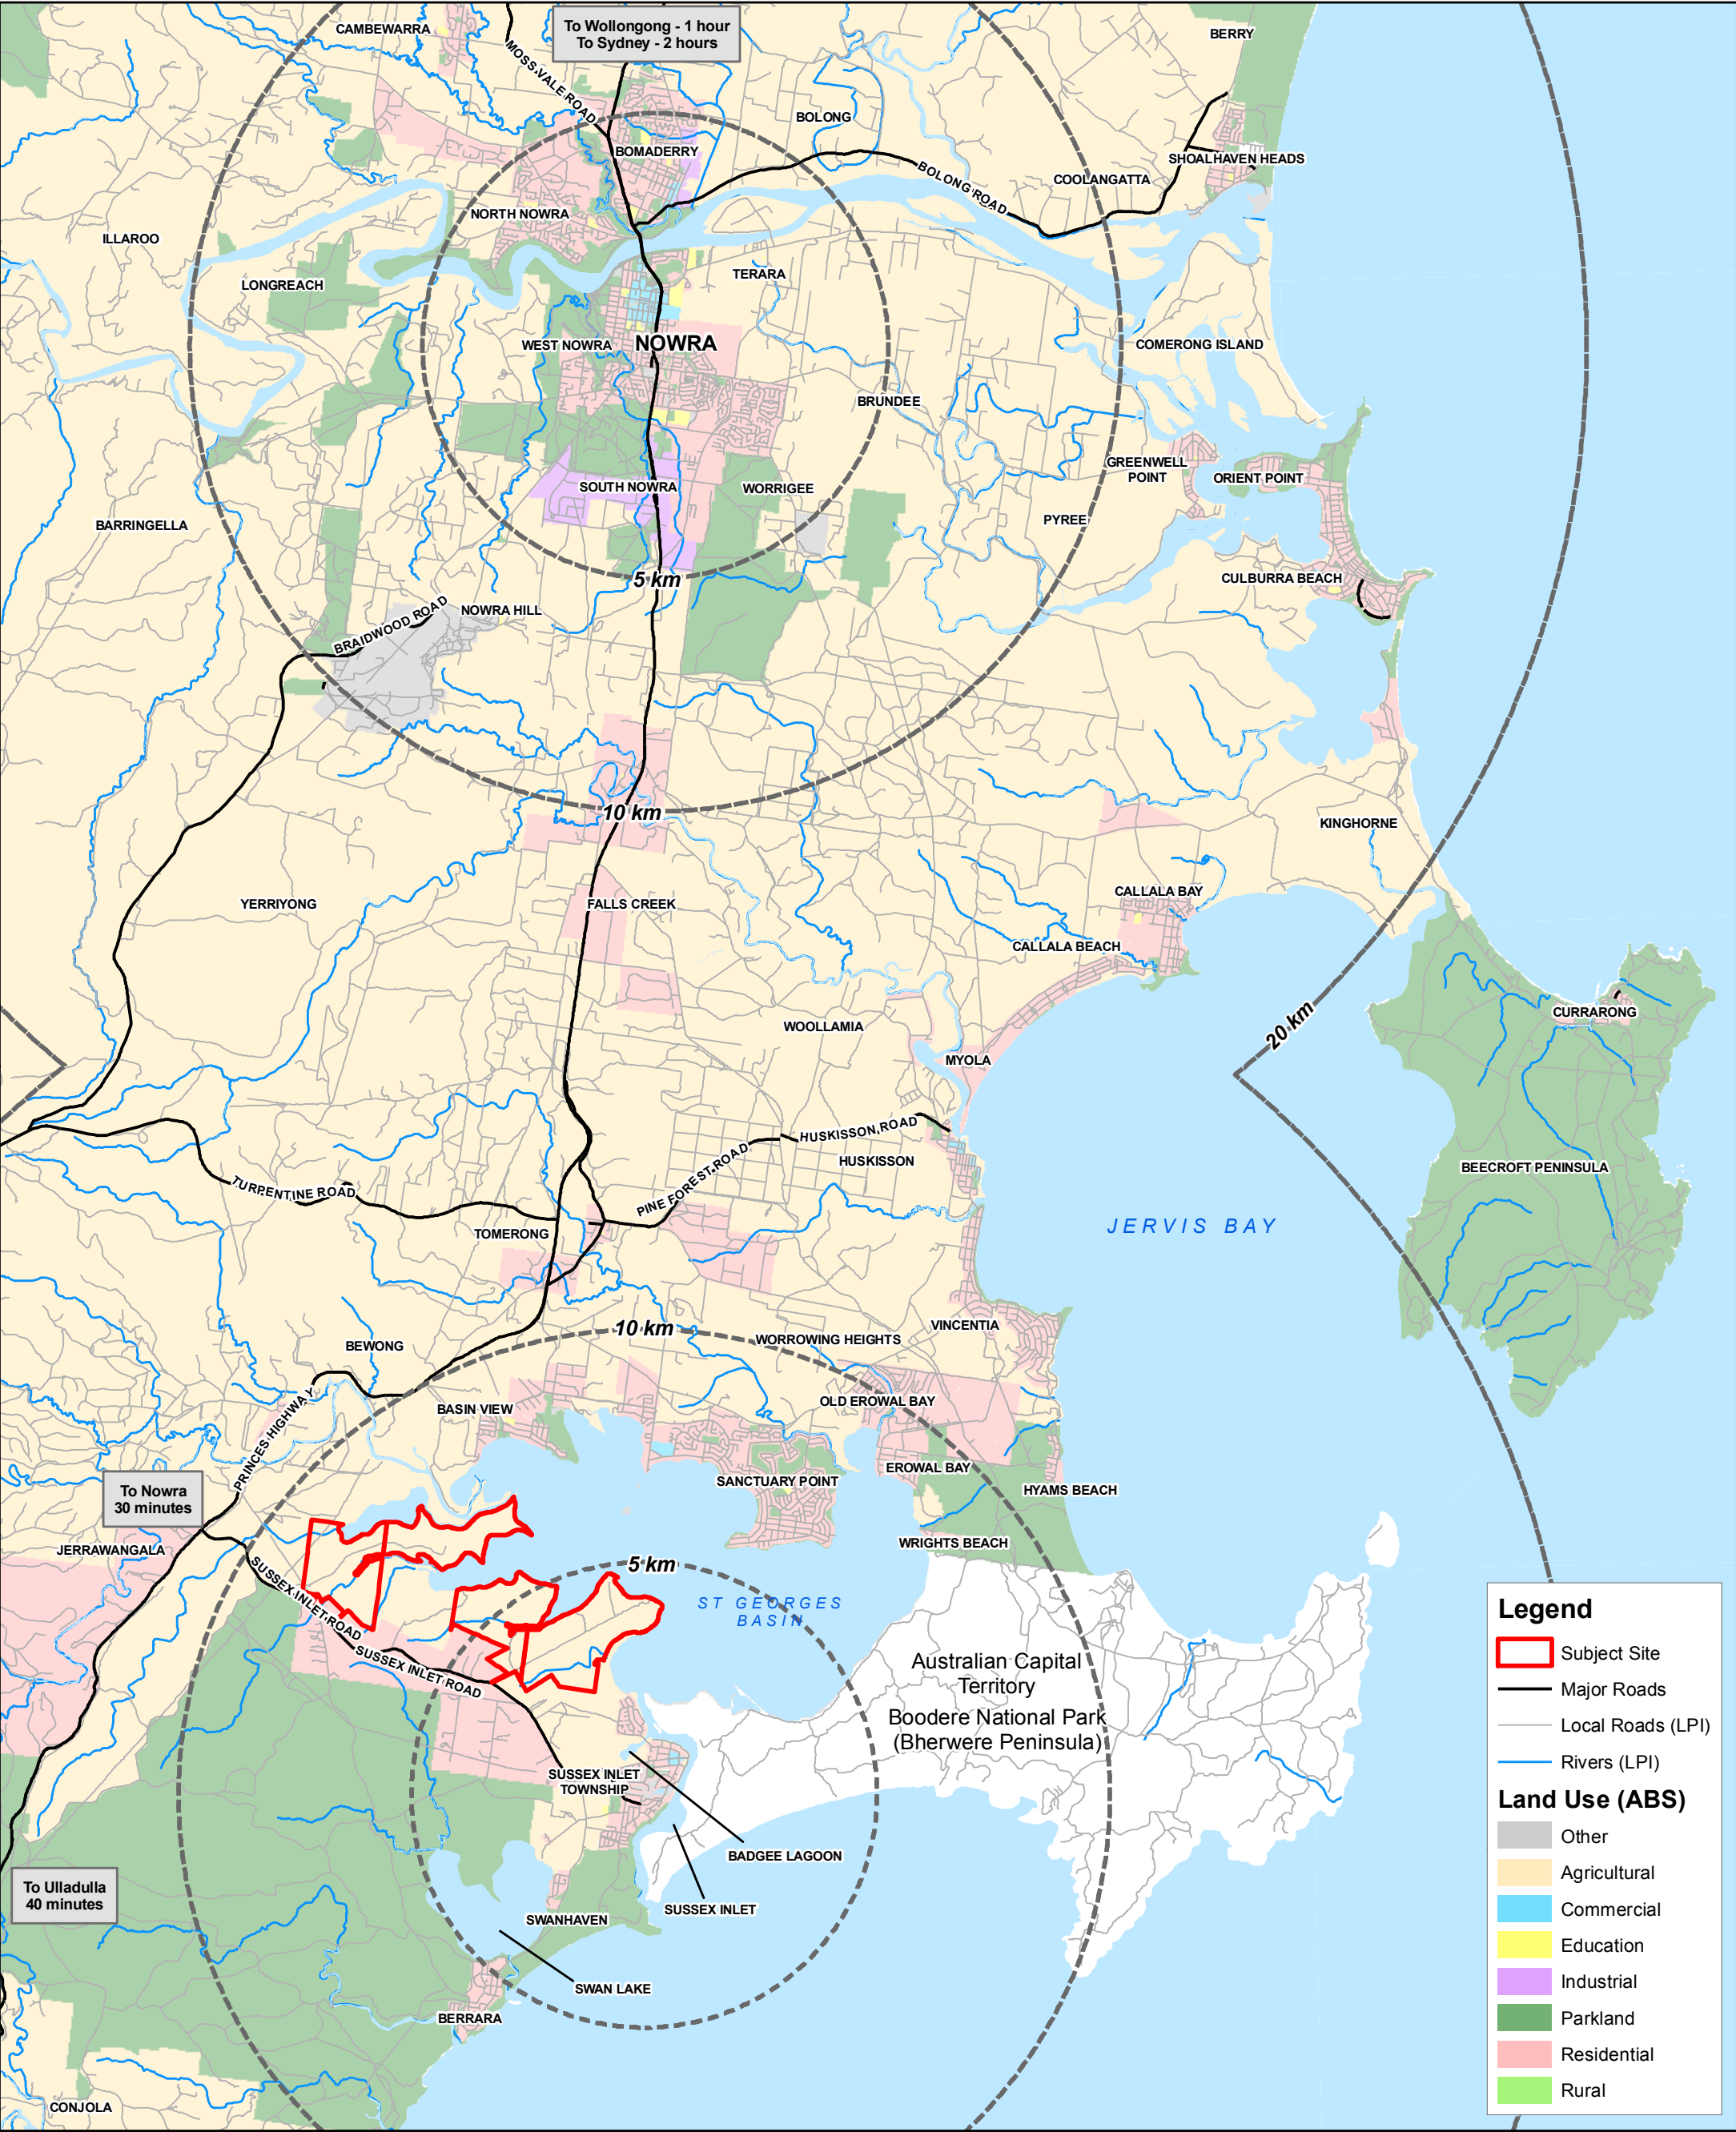 CAMBEWARRA
To Wollongong - 1 hour
To Sydney - 2 hours
BERRY
MOSS VALE ROAD
BOLONG
BOMADERRY
SHOALHAVEN HEADS
COOLANGATTA
BOLONG ROAD
NORTH NOWRA
ILLAROO
TERARA
LONGREACH
WEST NOWRA
NOWRA
COMERONG ISLAND
BRUNDEE
GREENWELL
POINT
ORIENT POINT
SOUTH NOWRA
WORRIGEE
BARRINGELLA
PYREE
5 km
CULBURRA BEACH
NOWRA HILL
BRAIDWOOD ROAD
10 km
KINGHORNE
YERRIYONG
FALLS CREEK
CALLALA BAY
CALLALA BEACH
CURRARONG
WOOLLAMIA
20 km
MYOLA
HUSKISSON ROAD
HUSKISSON
PINE FOREST ROAD
BEECROFT PENINSULA
TURPENTINE ROAD
TOMERONG
JERVIS BAY
10 km
WORROWING HEIGHTS
VINCENTIA
BEWONG
BASIN VIEW
OLD EROWAL BAY
PRINCES HIGHWAY
SANCTUARY POINT
EROWAL BAY
HYAMS BEACH
To Nowra
30 minutes
JERRAWANGALA
WRIGHTS BEACH
5 km
SUSSEX INLET ROAD
ST GEORGES
BASIN
SUSSEX INLET ROAD
Australian Capital
Territory
Boodere National Park
(Bherwere Peninsula)
SUSSEX INLET
TOWNSHIP
BADGEE LAGOON
To Ulladulla
40 minutes
SUSSEX INLET
SWANHAVEN
SWAN LAKE
BERRARA
CONJOLA
Legend
Subject Site
Major Roads
Local Roads (LPI)
Rivers (LPI)
Land Use (ABS)
Other
Agricultural
Commercial
Education
Industrial
Parkland
Residential
Rural